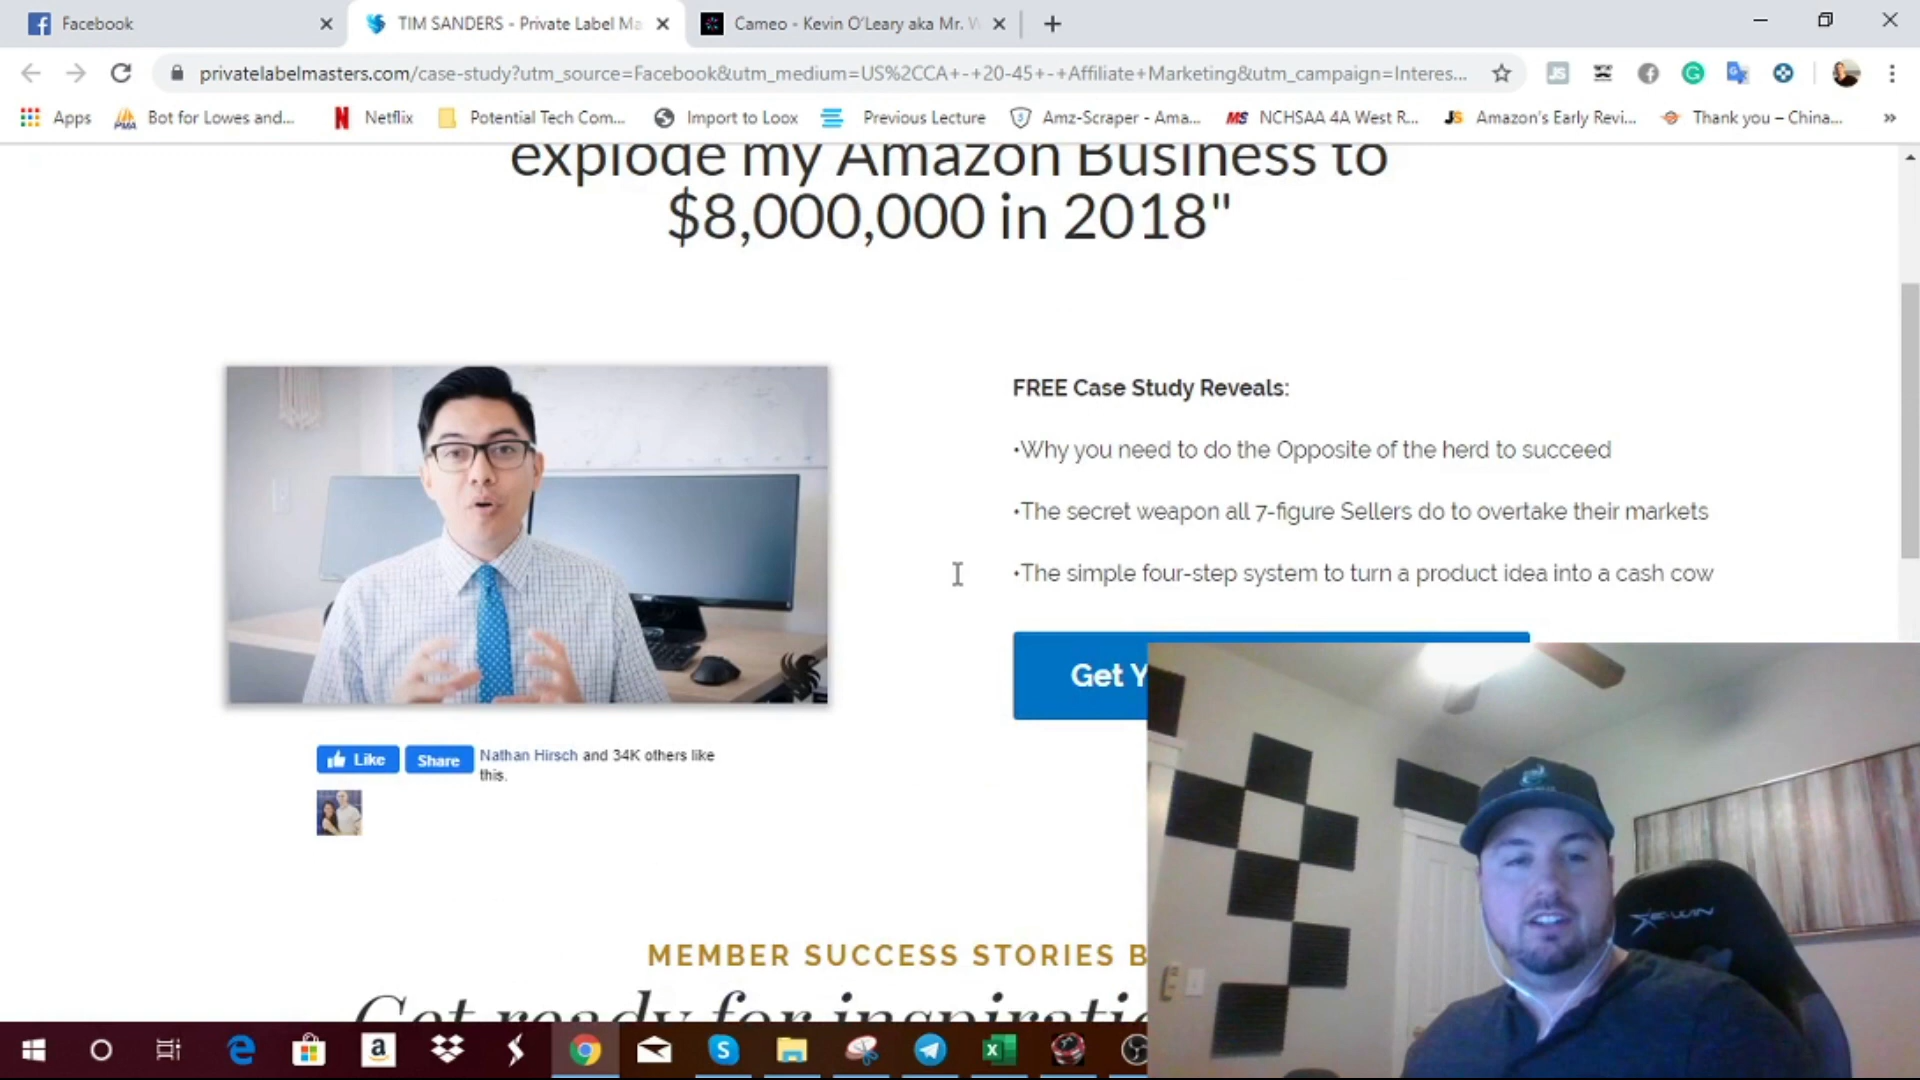 Facebook
TIM SANDERS - Private Label Ma
Cameo - Kevin O'Leary aka Mr. W
privatelabelmasters.com/case-study?utm_source=Facebook&utm_medium=US%2CCA+-+20-45+-+Affiliate+Marketing&utm_campaign=Interes...
Apps
Bot for Lowes and...
Netflix
Potential Tech Com...
Import to Loox
Previous Lecture
Amz-Scraper - Ama...
NCHSAA 4A West R...
Amazon's Early Revi...
Thank you – China...
explode my Amazon Business to
$8,000,000 in 2018"
FREE Case Study Reveals:
•Why you need to do the Opposite of the herd to succeed
•The secret weapon all 7-figure Sellers do to overtake their markets
•The simple four-step system to turn a product idea into a cash cow
Get Y
Like
Share
Nathan Hirsch and 34K others like
this.
MEMBER SUCCESS STORIES B
Get ready for inspiratio
E-WIN